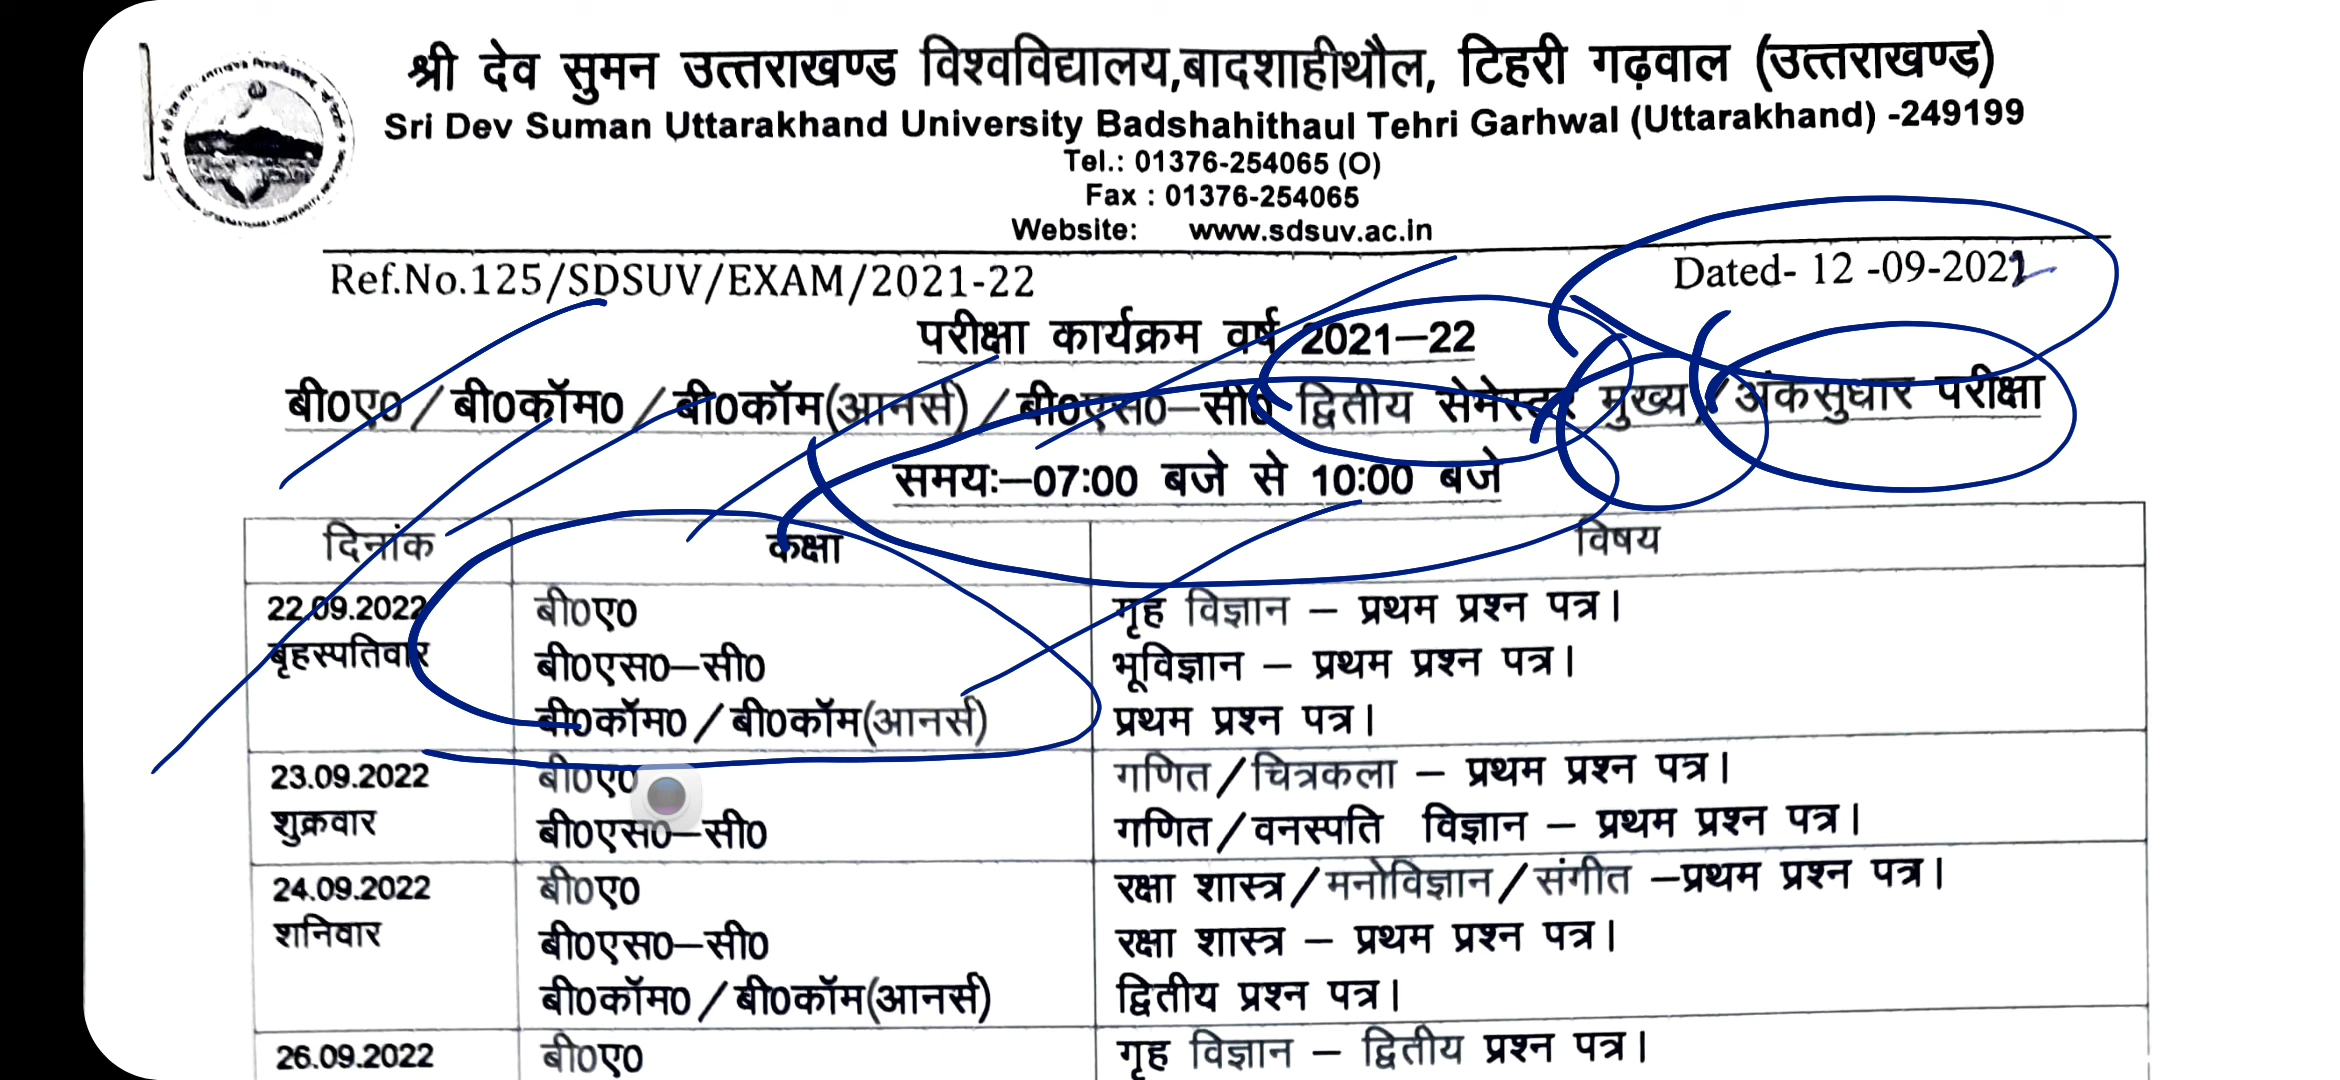 श्री देव सुमन उत्तराखण्ड विश्वविद्यालय,बादशाहीथौल, टिहरी गढ़वाल (उत्तराखण्ड)
Sri Dev Suman Uttarakhand University Badshahithaul Tehri Garhwal (Uttarakhand) -249199
Tel.: 01376-254065 (O)
Fax : 01376-254065
Website: www.sdsuv.ac.in
Ref.No.125/SDSUV/EXAM/2021-22 Dated- 12 -09-2022
परीक्षा कार्यक्रम वर्ष 2021–22
बी0ए0 / बी0कॉम0 / बी0कॉम(आनर्स) / बी0एस0–सी0 द्वितीय सेमेस्टर मुख्य / अंकसुधार परीक्षा
समयः–07:00 बजे से 10:00 बजे
दिनांक कक्षा विषय
22.09.2022 बी0ए0 गृह विज्ञान – प्रथम प्रश्न पत्र।
बृहस्पतिवार बी0एस0–सी0 भूविज्ञान – प्रथम प्रश्न पत्र।
बी0कॉम0 / बी0कॉम(आनर्स) प्रथम प्रश्न पत्र।
23.09.2022 बी0ए0 गणित / चित्रकला – प्रथम प्रश्न पत्र।
शुक्रवार बी0एस0–सी0 गणित / वनस्पति विज्ञान – प्रथम प्रश्न पत्र।
24.09.2022 बी0ए0 रक्षा शास्त्र / मनोविज्ञान / संगीत –प्रथम प्रश्न पत्र।
शनिवार बी0एस0–सी0 रक्षा शास्त्र – प्रथम प्रश्न पत्र।
बी0कॉम0 / बी0कॉम(आनर्स) द्वितीय प्रश्न पत्र।
26.09.2022 बी0ए0 गृह विज्ञान – द्वितीय प्रश्न पत्र।